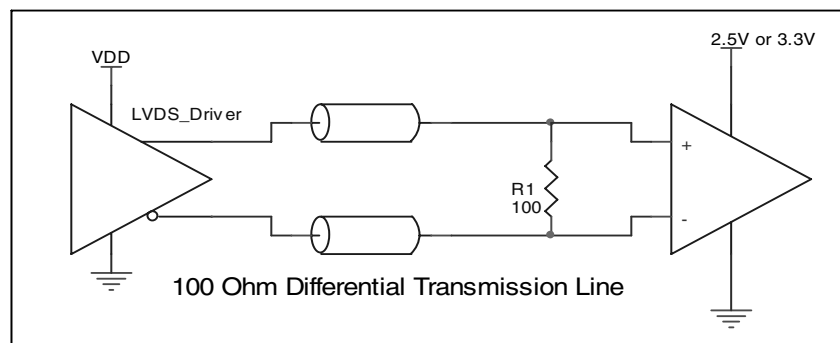 2.5V or 3.3V
VDD
LVDS_Driver
+
R1
100
-
100 Ohm Differential Transmission Line